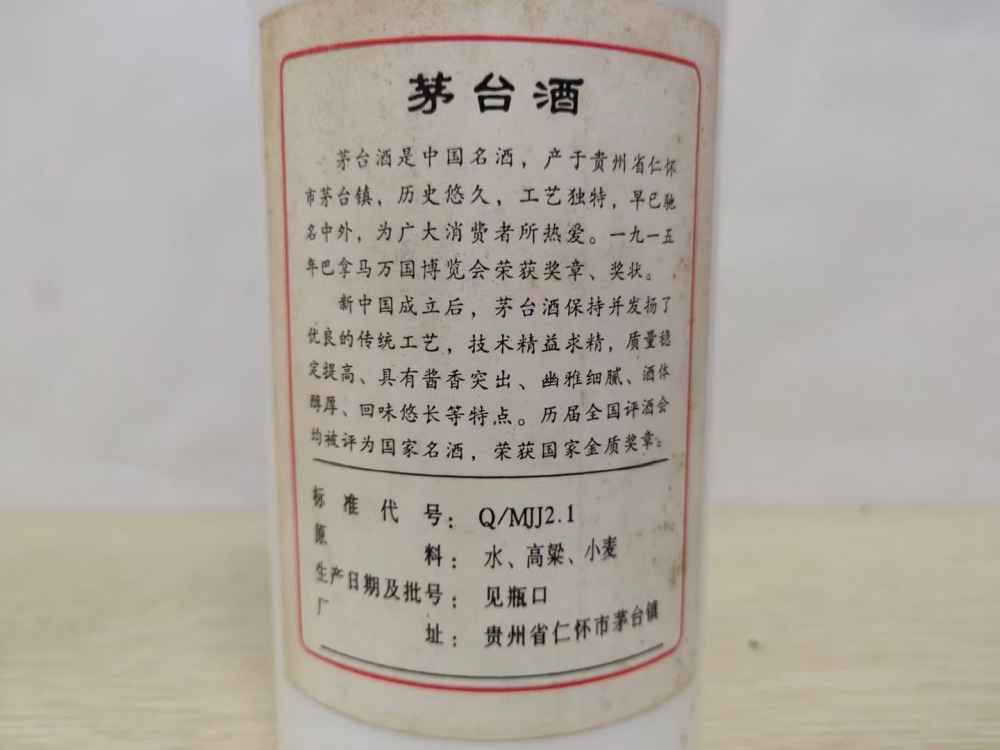 茅台酒
茅台酒是中国名酒，产于贵州省仁怀
市茅台镇，历史悠久，工艺独特，早巴驰
名中外，为广大消费者所热爱。一九一五
年巴拿马万国博览会荣获奖章、奖状。
新中国成立后，茅台酒保持并发扬了
优良的传统工艺，技术精益求精，质量稳
定提高、具有酱香突出、幽雅细腻、酒体
醇厚、回味悠长等特点。历届全国评酒会
均被评为国家名酒，荣获国家金质奖章。
标准代号：Q/MJJ2.1
原料：水、高粱、小麦
生产日期及批号：见瓶口
厂址：贵州省仁怀市茅台镇